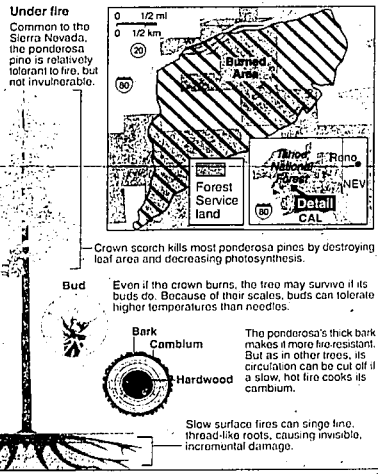 Under fire
Common to the
Sierra Nevada,
the ponderosa
pine is relatively
tolerant to fire, but
not invulnerable.
0 1/2 mi
0 1/2 km
20
80
Burned
Area
Forest
Service
land
Tahoe
National
Forest
Reno
NEV
Detail
80
CAL
Crown scorch kills most ponderosa pines by destroying
leaf area and decreasing photosynthesis.
Bud
Even if the crown burns, the tree may survive if its
buds do. Because of their scales, buds can tolerate
higher temperatures than needles.
Bark
Cambium
Hardwood
The ponderosa's thick bark
makes it more fire-resistant.
But as in other trees, its
circulation can be cut off if
a slow, hot fire cooks its
cambium.
Slow surface fires can singe fine,
thread-like roots, causing invisible,
incremental damage.